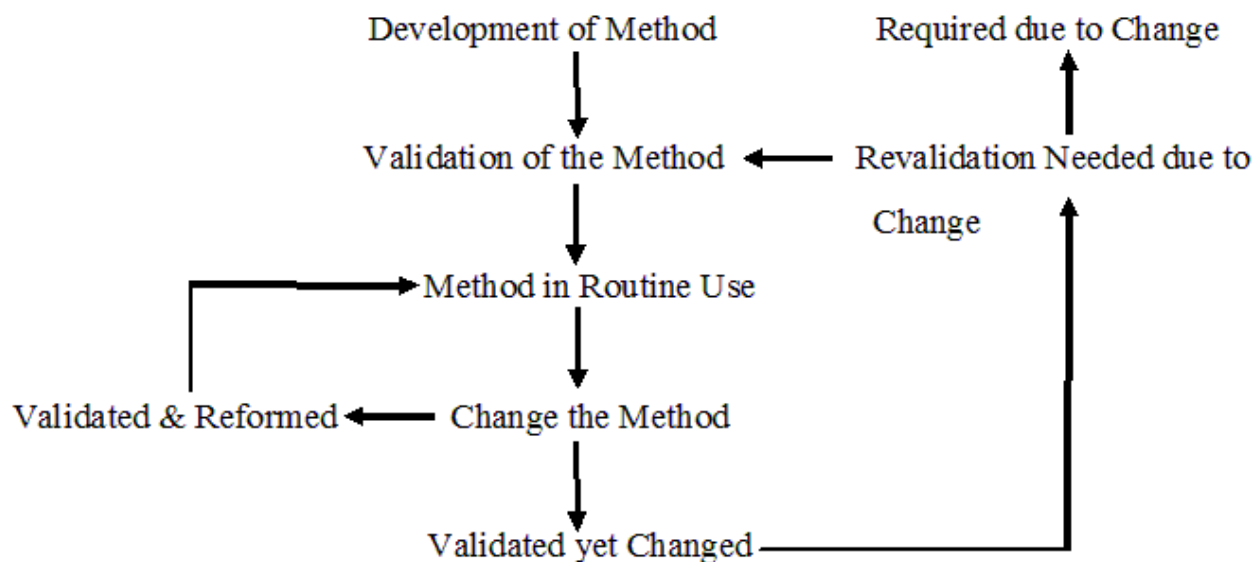 Development of Method
Required due to Change
Validation of the Method
Revalidation Needed due to
Change
Method in Routine Use
Validated & Reformed
Change the Method
Validated yet Changed